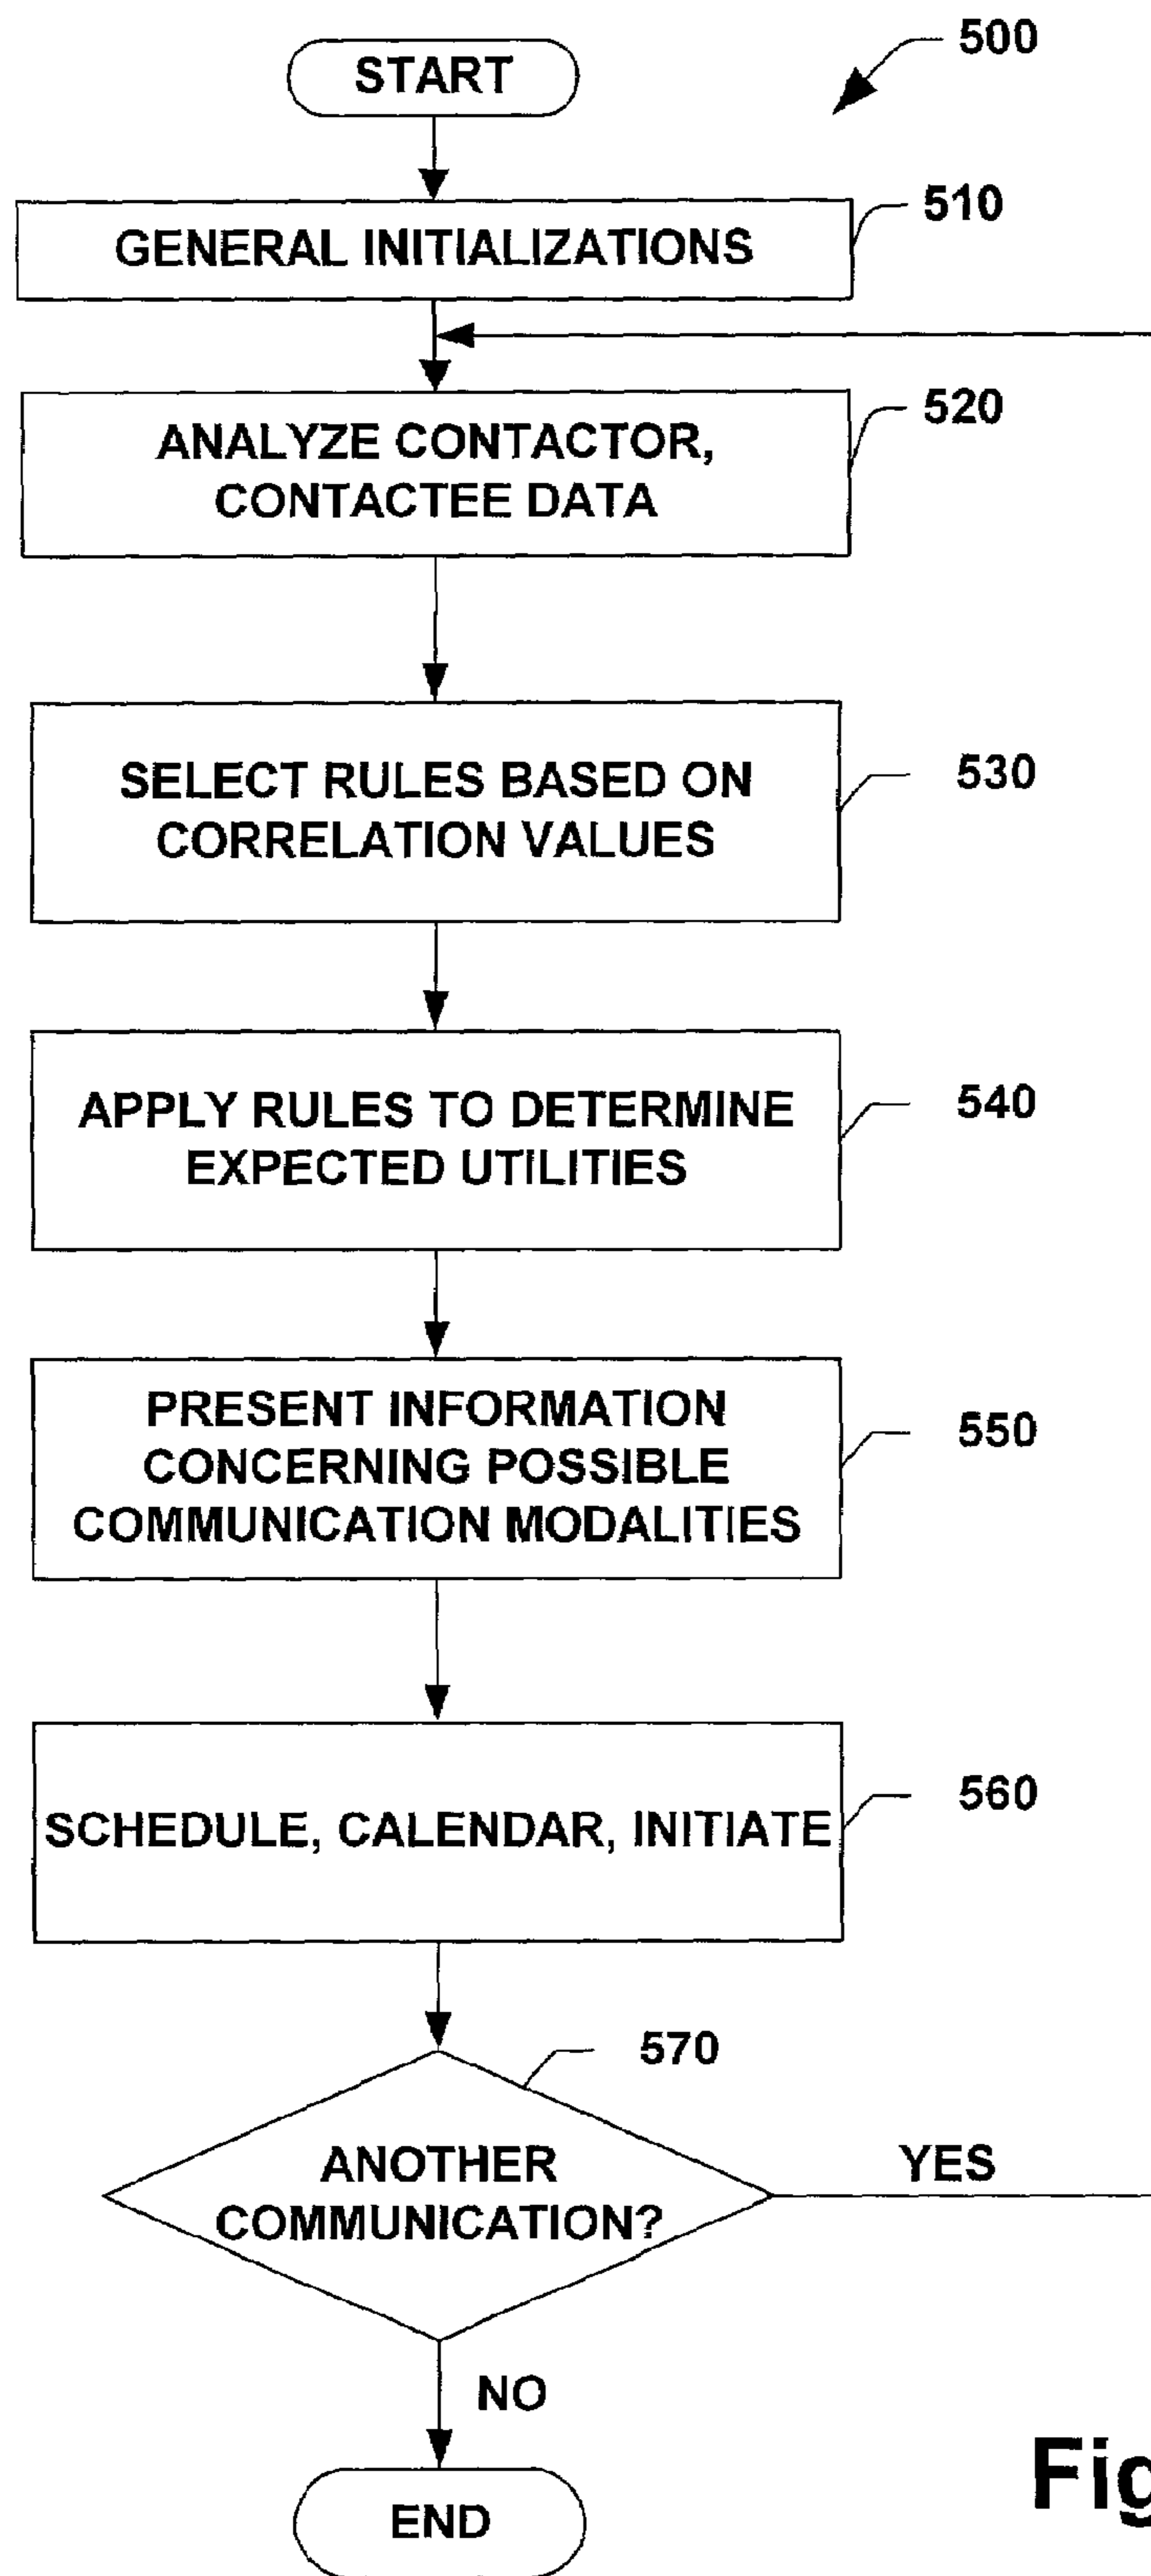 START
500
GENERAL INITIALIZATIONS
510
ANALYZE CONTACTOR,
CONTACTEE DATA
520
SELECT RULES BASED ON
CORRELATION VALUES
530
APPLY RULES TO DETERMINE
EXPECTED UTILITIES
540
PRESENT INFORMATION
CONCERNING POSSIBLE
COMMUNICATION MODALITIES
550
SCHEDULE, CALENDAR, INITIATE
560
570
ANOTHER
COMMUNICATION?
YES
NO
END
Fig